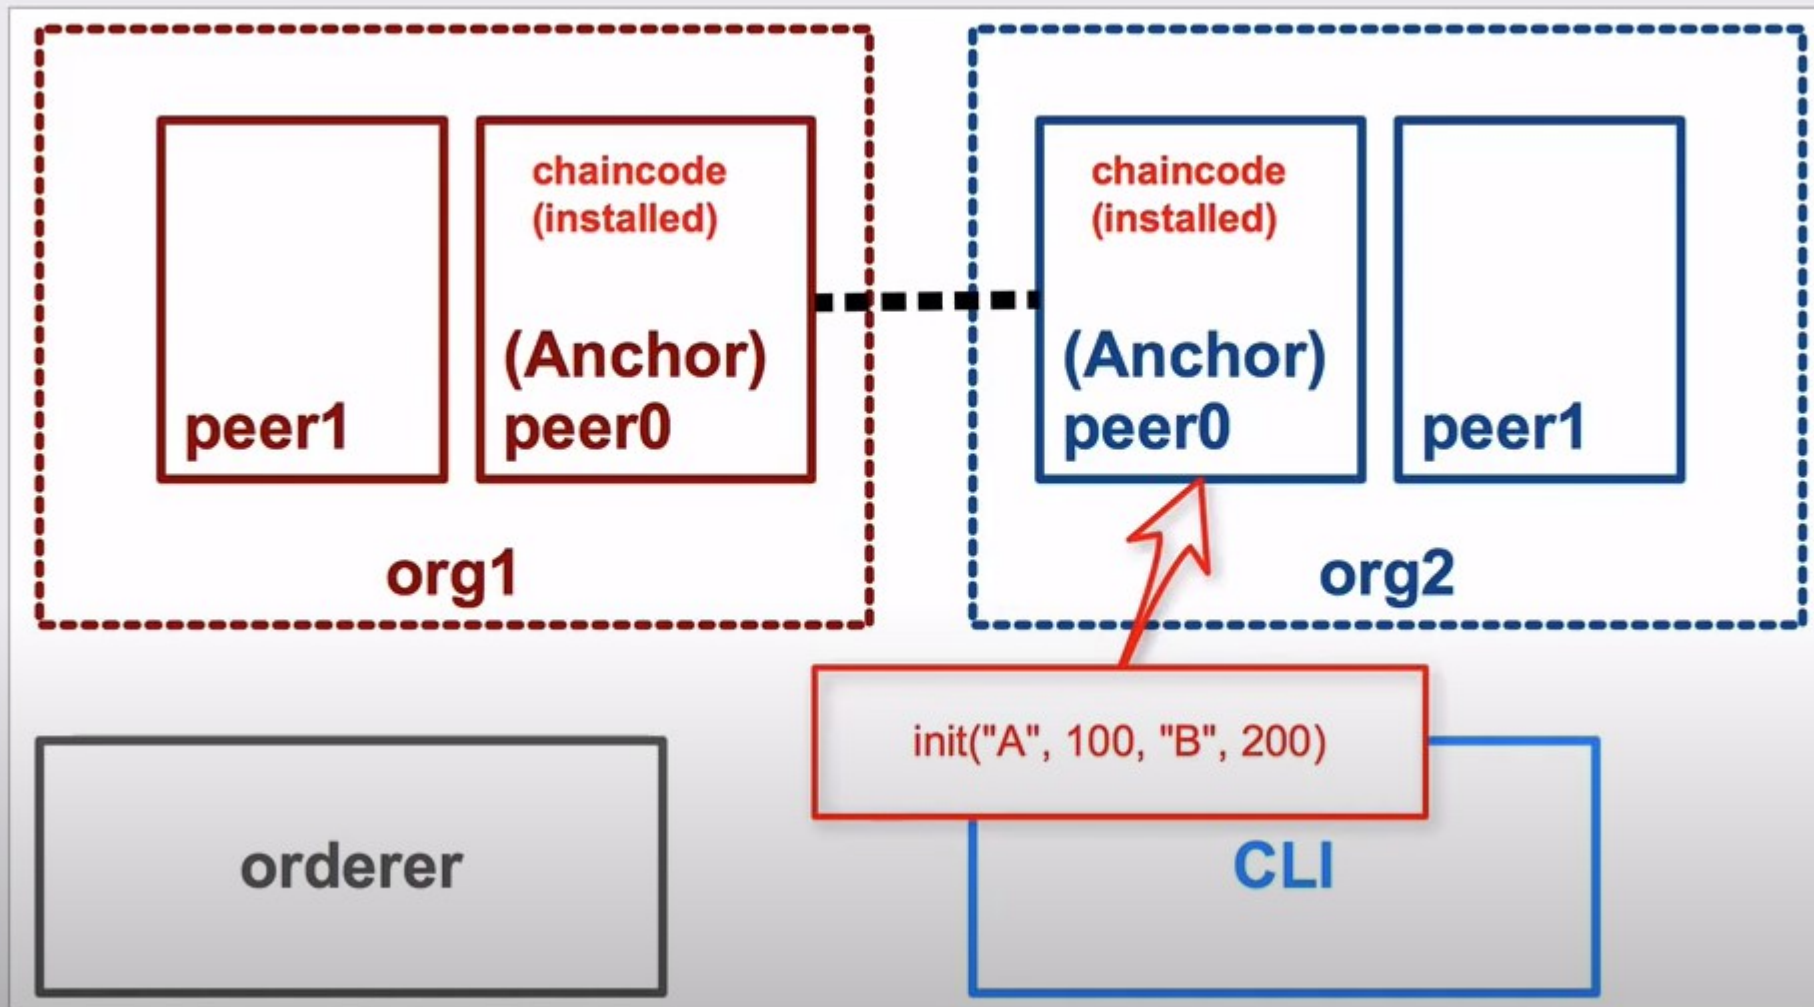 chaincode
(installed)
(Anchor)
peer1
peer0
org1
chaincode
(installed)
(Anchor)
peer0
peer1
org2
init("A", 100, "B", 200)
orderer
CLI